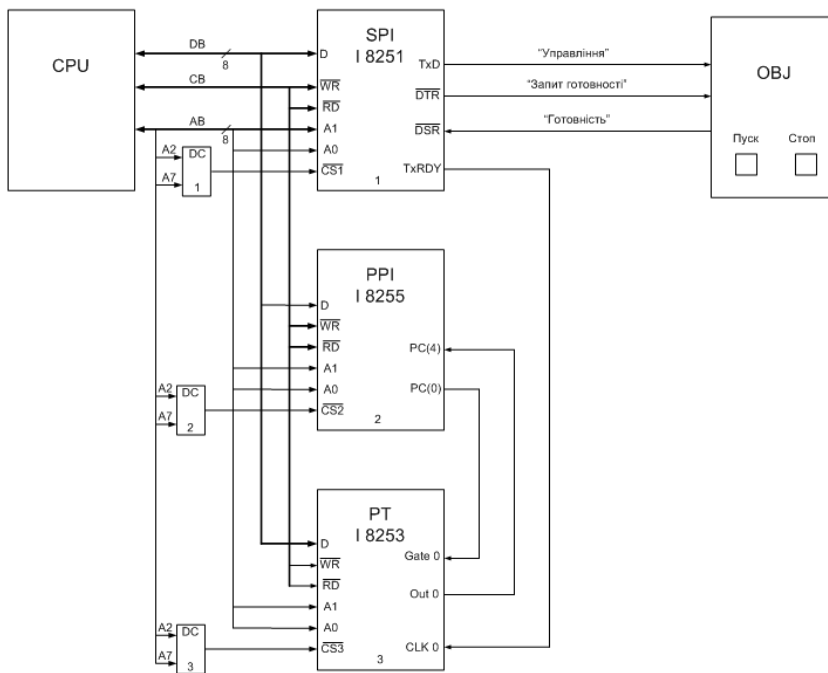 CPU
DB
8
CB
AB
8
A2
A7
DC
1
SPI
I 8251
D
WR
RD
A1
A0
CS1
TxD
DTR
DSR
TxRDY
1
“Управління”
“Запит готовності”
“Готовність”
OBJ
Пуск Стоп
PPI
I 8255
D
WR
RD
A1
A0
CS2
PC(4)
PC(0)
2
A2
A7
DC
2
PT
I 8253
D
WR
RD
A1
A0
CS3
Gate 0
Out 0
CLK 0
3
A2
A7
DC
3